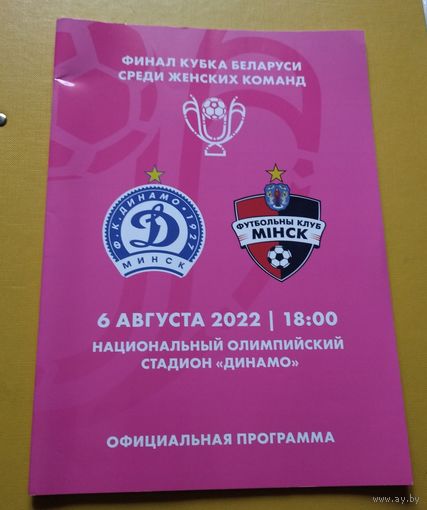 ФИНАЛ КУБКА БЕЛАРУСИ
СРЕДИ ЖЕНСКИХ КОМАНД
Ф.К.ДИНАМО 1927
Д
МИНСК
ФУТБОЛЬНЫ КЛУБ
МІНСК
6 АВГУСТА 2022 | 18:00
НАЦИОНАЛЬНЫЙ ОЛИМПИЙСКИЙ
СТАДИОН «ДИНАМО»
ОФИЦИАЛЬНАЯ ПРОГРАММА
www.ay.by